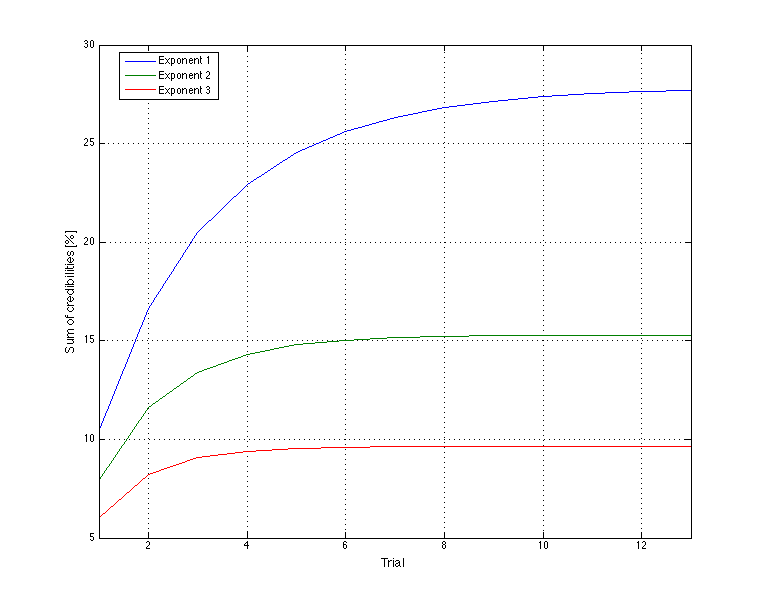 30
Exponent 1
Exponent 2
Exponent 3
25
20
15
10
5
Sum of credibilities [%]
2 4 6 8 10 12
Trial